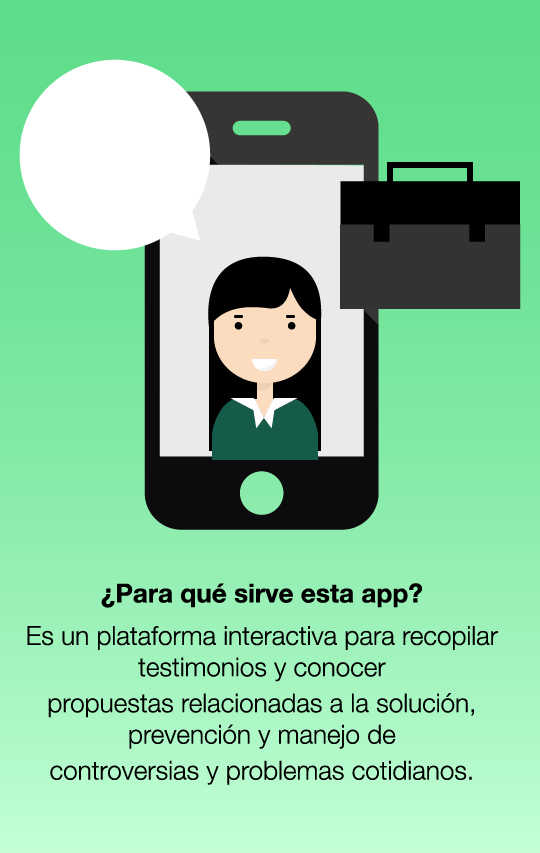 ¿Para qué sirve esta app?
Es un plataforma interactiva para recopilar
testimonios y conocer
propuestas relacionadas a la solución,
prevención y manejo de
controversias y problemas cotidianos.